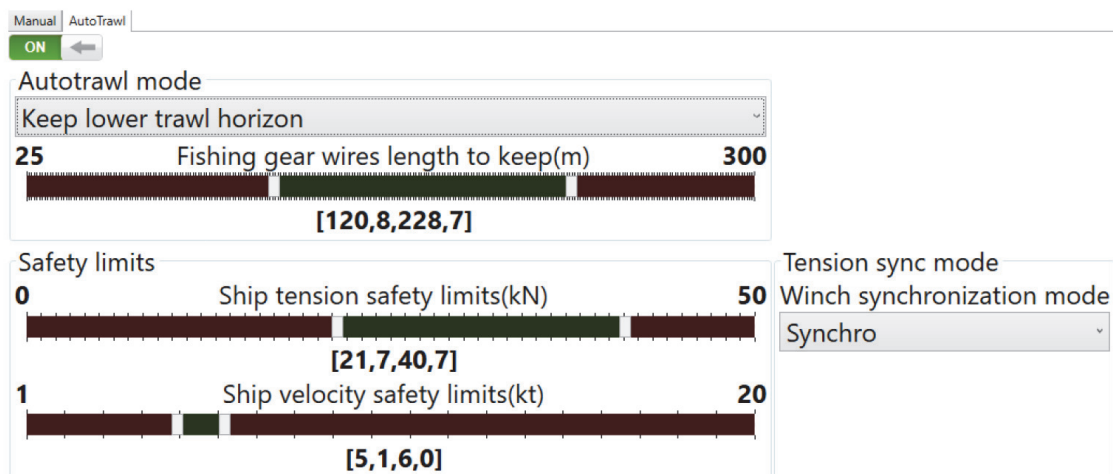 Manual AutoTrawl
ON
Autotrawl mode
Keep lower trawl horizon
25 Fishing gear wires length to keep(m) 300
[120,8,228,7]
Safety limits
0 Ship tension safety limits(kN) 50
[21,7,40,7]
1 Ship velocity safety limits(kt) 20
[5,1,6,0]
Tension sync mode
Winch synchronization mode
Synchro